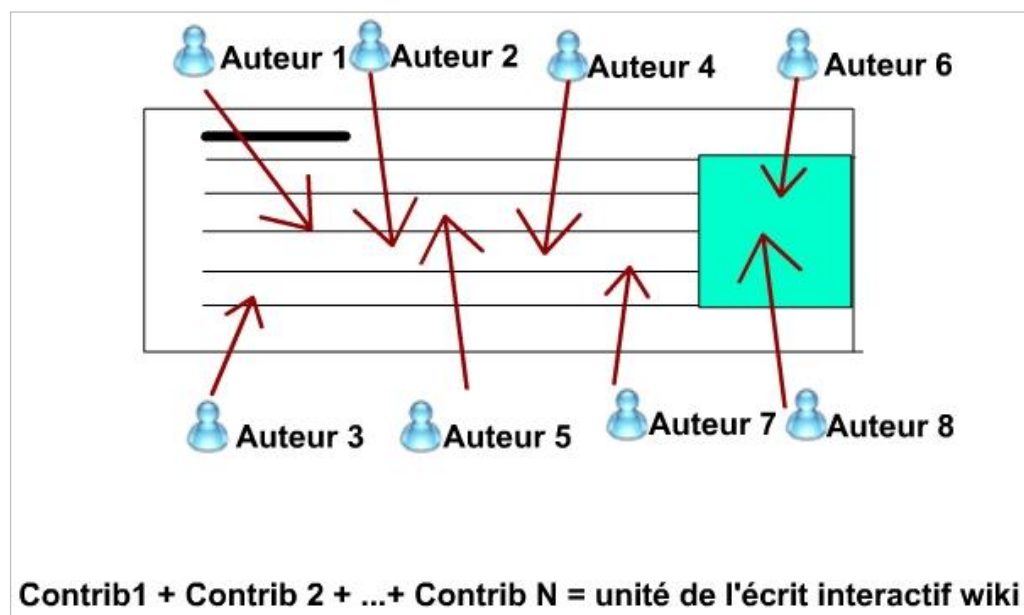 Auteur 1
Auteur 2
Auteur 4
Auteur 6
Auteur 3
Auteur 5
Auteur 7
Auteur 8
Contrib1 + Contrib 2 + ...+ Contrib N = unité de l'écrit interactif wiki